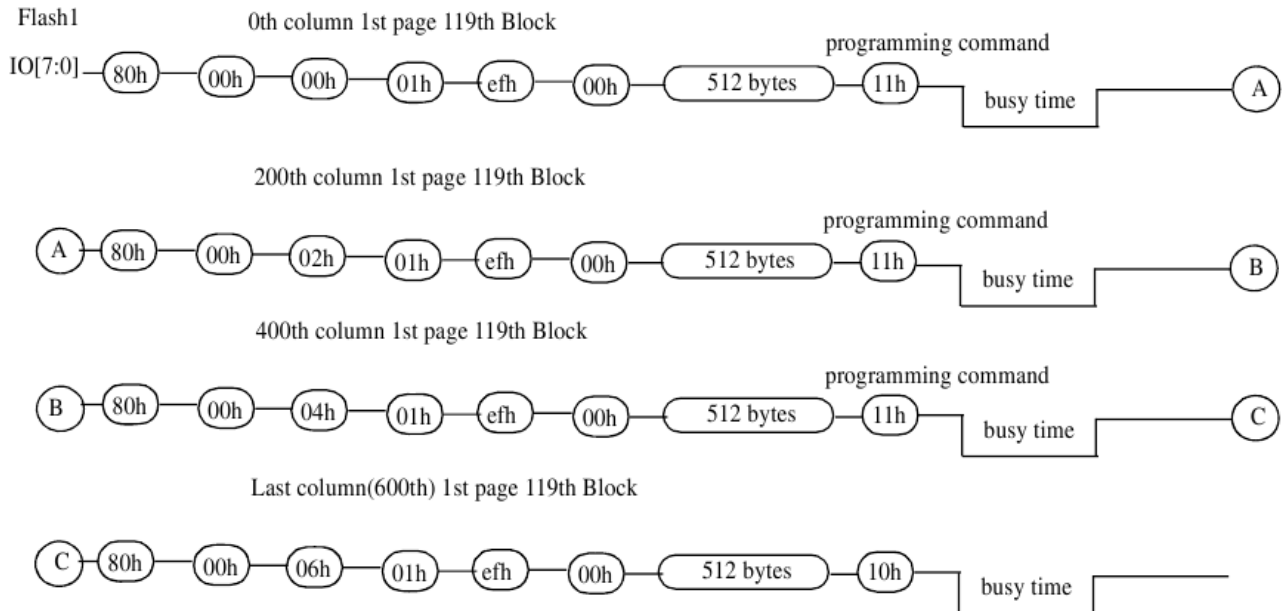 Flash1
0th column 1st page 119th Block
programming command
IO[7:0] 80h 00h 00h 01h efh 00h 512 bytes 11h busy time A
200th column 1st page 119th Block
programming command
A 80h 00h 02h 01h efh 00h 512 bytes 11h busy time B
400th column 1st page 119th Block
programming command
B 80h 00h 04h 01h efh 00h 512 bytes 11h busy time C
Last column(600th) 1st page 119th Block
C 80h 00h 06h 01h efh 00h 512 bytes 10h busy time